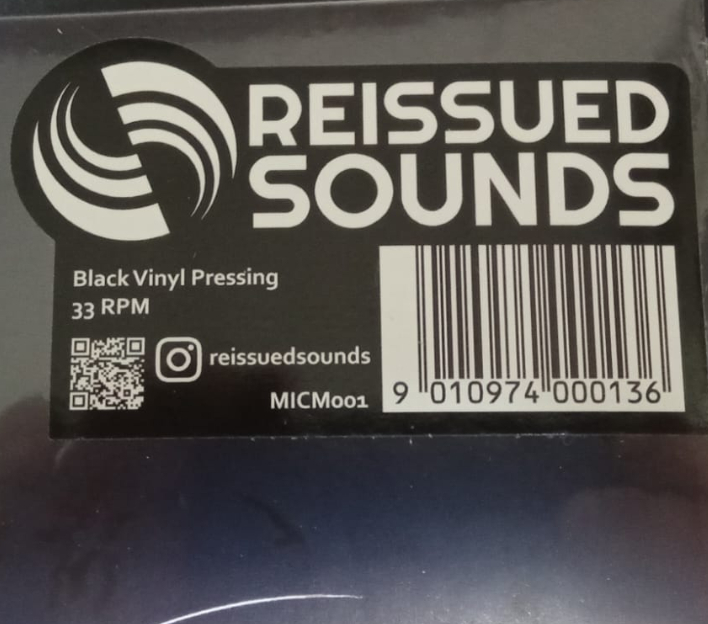 REISSUED
SOUNDS
Black Vinyl Pressing
33 RPM
reissuedsounds
MICM001
9 010974 000136